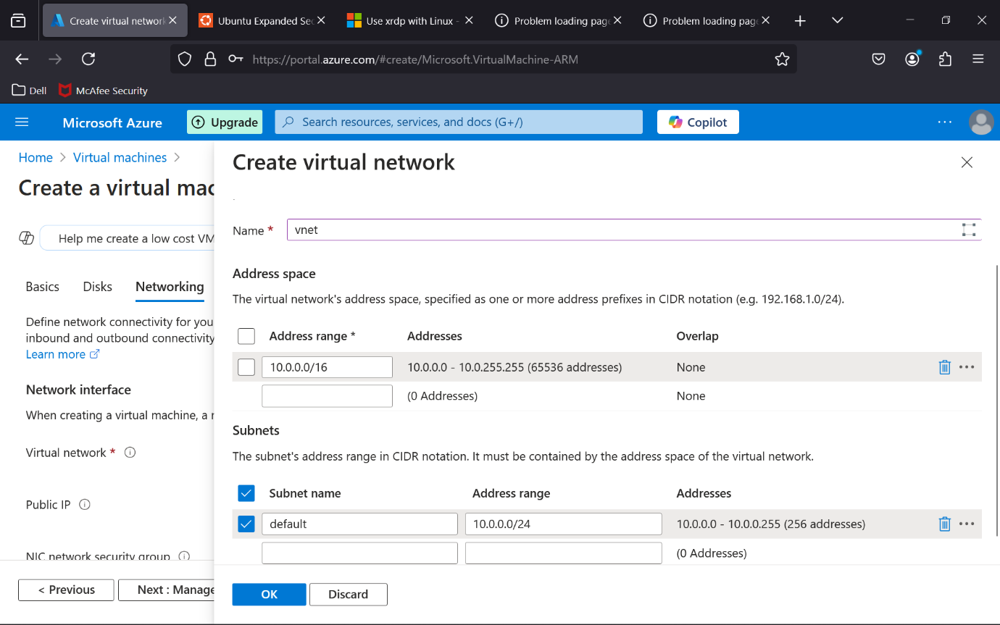 Create virtual network
Ubuntu Expanded Sec
Use xrdp with Linux -
Problem loading page
Problem loading page
https://portal.azure.com/#create/Microsoft.VirtualMachine-ARM
Dell
McAfee Security
Microsoft Azure
Upgrade
Search resources, services, and docs (G+/)
Copilot
Home > Virtual machines >
Create a virtual mac
Help me create a low cost VM
Basics Disks Networking
Define network connectivity for you
inbound and outbound connectivity
Learn more
Network interface
When creating a virtual machine, a n
Virtual network *
Public IP
NIC network security group
< Previous
Next : Manage
Create virtual network
Name * vnet
Address space
The virtual network's address space, specified as one or more address prefixes in CIDR notation (e.g. 192.168.1.0/24).
Address range * Addresses Overlap
10.0.0.0/16 10.0.0.0 - 10.0.255.255 (65536 addresses) None
(0 Addresses) None
Subnets
The subnet's address range in CIDR notation. It must be contained by the address space of the virtual network.
Subnet name Address range Addresses
default 10.0.0.0/24 10.0.0.0 - 10.0.0.255 (256 addresses)
(0 Addresses)
OK
Discard